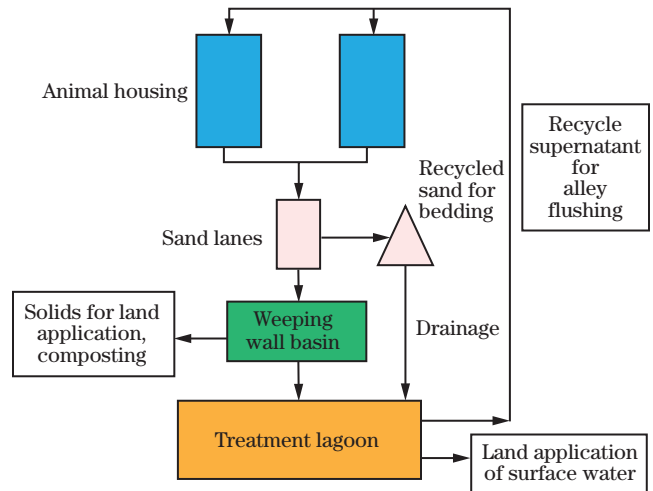 Animal housing
Recycle
supernatant
for
alley
flushing
Recycled
sand for
bedding
Sand lanes
Solids for land
application,
composting
Weeping
wall basin
Drainage
Treatment lagoon
Land application
of surface water